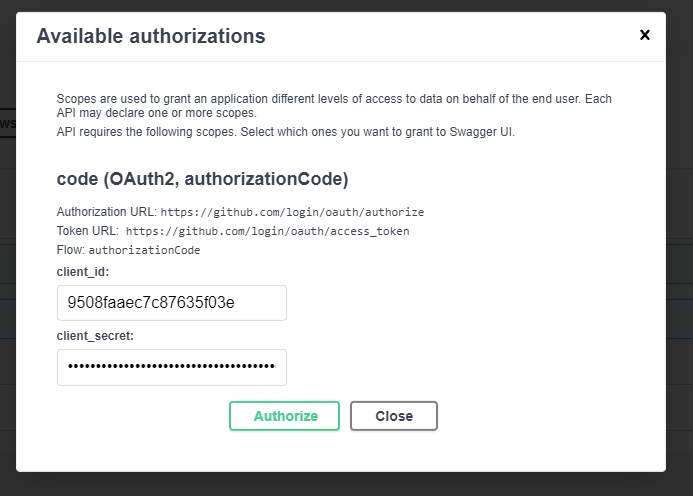 Available authorizations
Scopes are used to grant an application different levels of access to data on behalf of the end user. Each
API may declare one or more scopes.
API requires the following scopes. Select which ones you want to grant to Swagger UI.
code (OAuth2, authorizationCode)
Authorization URL: https://github.com/login/oauth/authorize
Token URL: https://github.com/login/oauth/access_token
Flow: authorizationCode
client_id:
9508faaec7c87635f03e
client_secret:
Authorize Close